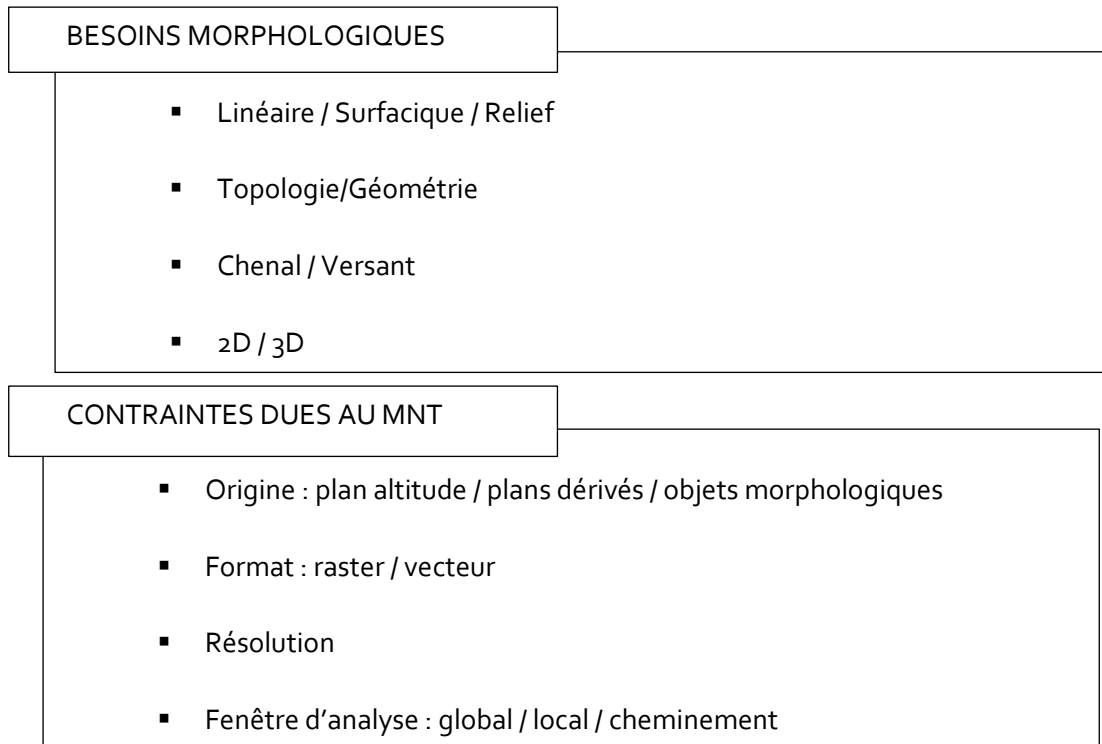 BESOINS MORPHOLOGIQUES
▪ Linéaire / Surfacique / Relief
▪ Topologie/Géométrie
▪ Chenal / Versant
▪ 2D / 3D
CONTRAINTES DUES AU MNT
▪ Origine : plan altitude / plans dérivés / objets morphologiques
▪ Format : raster / vecteur
▪ Résolution
▪ Fenêtre d’analyse : global / local / cheminement